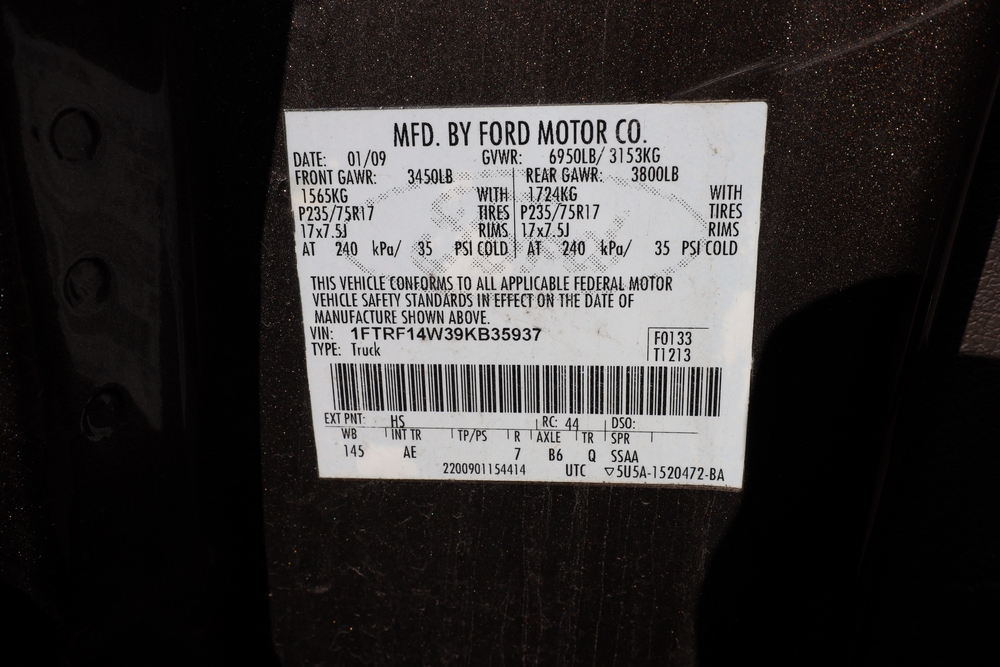 MFD. BY FORD MOTOR CO.
DATE: 01/09 GVWR: 6950LB/ 3153KG
FRONT GAWR: 3450LB REAR GAWR: 3800LB
1565KG WITH 1724KG WITH
P235/75R17 TIRES P235/75R17 TIRES
17x7.5J RIMS 17x7.5J RIMS
AT 240 kPa/ 35 PSI COLD AT 240 kPa/ 35 PSI COLD
THIS VEHICLE CONFORMS TO ALL APPLICABLE FEDERAL MOTOR
VEHICLE SAFETY STANDARDS IN EFFECT ON THE DATE OF
MANUFACTURE SHOWN ABOVE.
VIN: 1FTRF14W39KB35937 F0133
TYPE: Truck T1213
EXT PNT: HS RC: 44 DSO:
WB INT TR TP/PS R AXLE TR SPR
145 AE 7 B6 Q SSAA
2200901154414 UTC ▽5U5A-1520472-BA